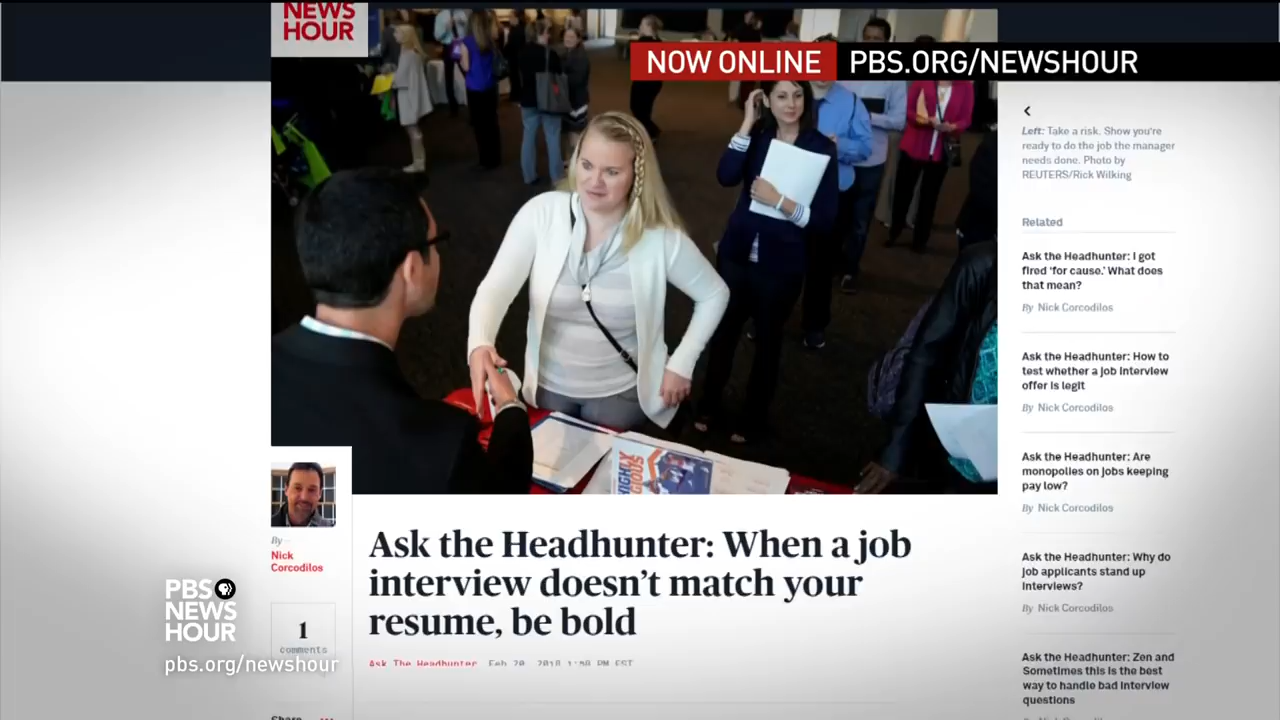 NEWS
HOUR
NOW ONLINE PBS.ORG/NEWSHOUR
Left: Take a risk. Show you're
ready to do the job the manager
needs done. Photo by
REUTERS/Rick Wilking
Related
Ask the Headhunter: I got
fired 'for cause.' What does
that mean?
By Nick Corcodilos
Ask the Headhunter: How to
test whether a job interview
offer is legit
By Nick Corcodilos
Ask the Headhunter: Are
monopolies on jobs keeping
pay low?
By Nick Corcodilos
Ask the Headhunter: Why do
job applicants stand up
interviews?
By Nick Corcodilos
Ask the Headhunter: Zen and
Sometimes this is the best
way to handle bad interview
questions
By
Nick
Corcodilos
1
comments
Ask the Headhunter: When a job
interview doesn't match your
resume, be bold
Ask The Headhunter Feb 20, 2018
PBS
NEWS
HOUR
pbs.org/newshour
Share